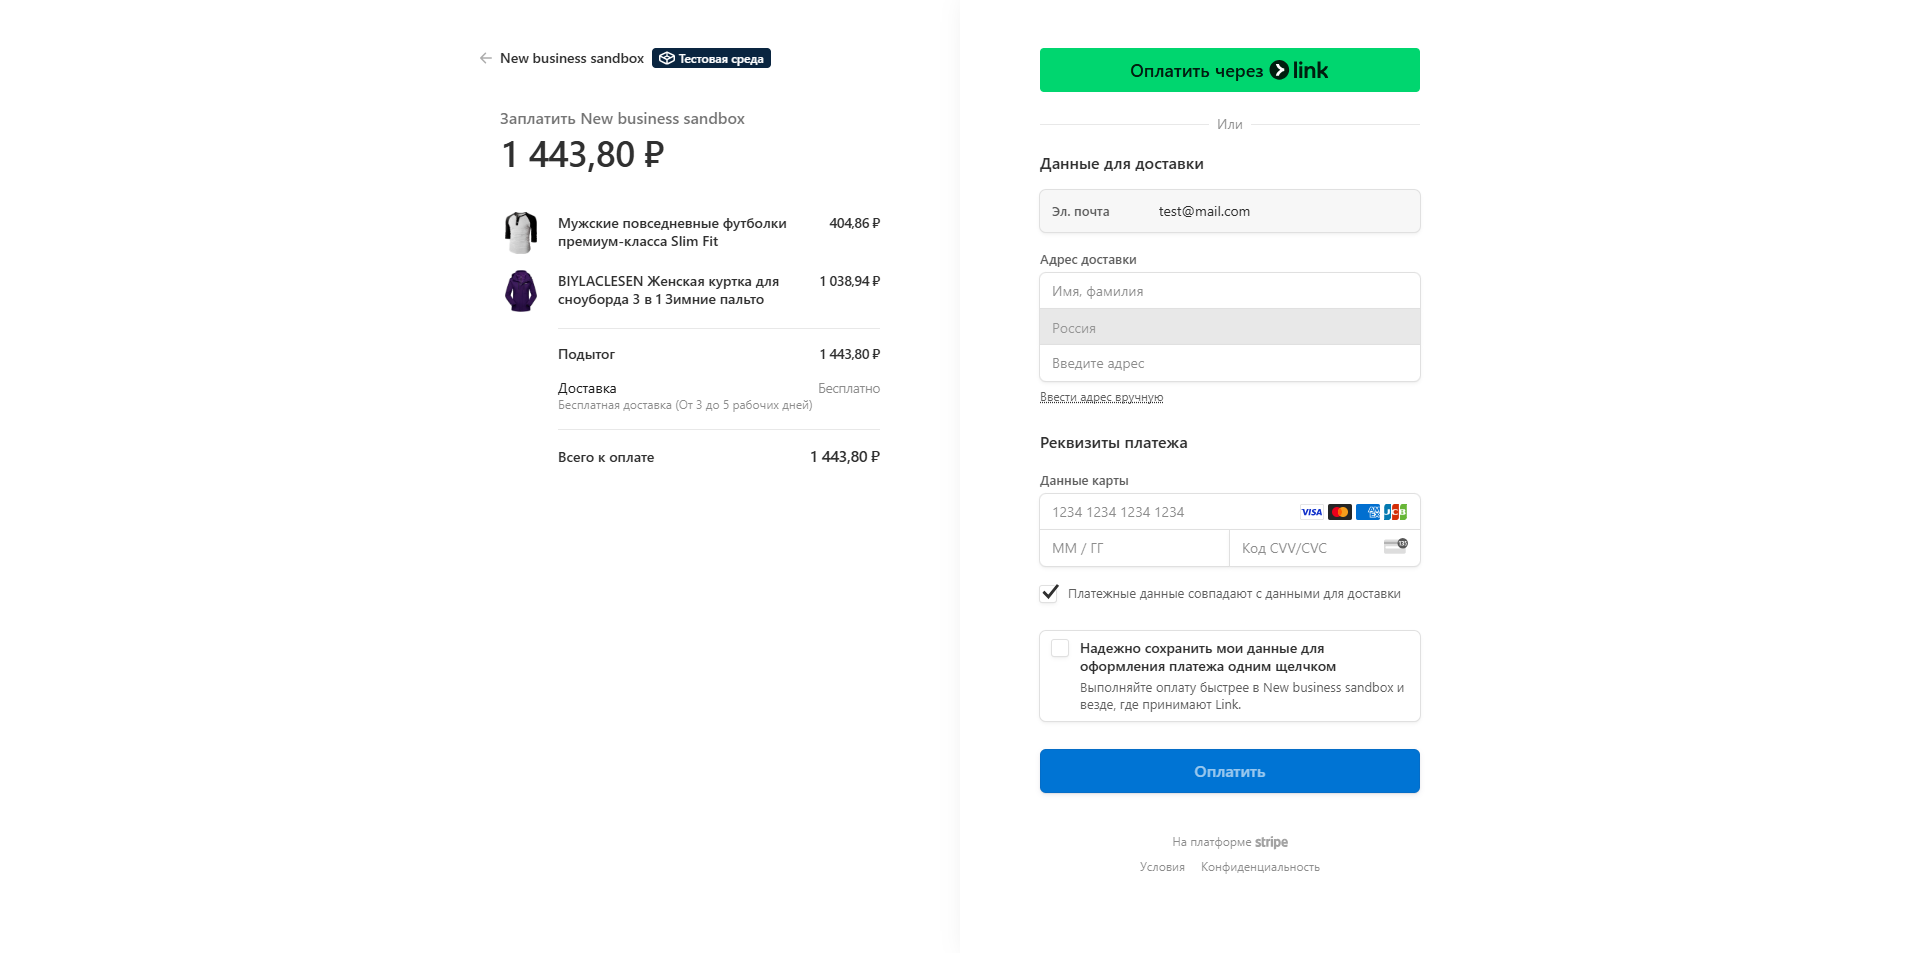 New business sandbox Тестовая среда
Заплатить New business sandbox
1 443,80 ₽
Мужские повседневные футболки 404,86 ₽
премиум-класса Slim Fit
BIYLACLESEN Женская куртка для 1 038,94 ₽
сноуборда 3 в 1 Зимние пальто
Подытог 1 443,80 ₽
Доставка Бесплатно
Бесплатная доставка (От 3 до 5 рабочих дней)
Всего к оплате 1 443,80 ₽
Оплатить через link
Или
Данные для доставки
Эл. почта test@mail.com
Адрес доставки
Имя, фамилия
Россия
Введите адрес
Ввести адрес вручную
Реквизиты платежа
Данные карты
1234 1234 1234 1234 VISA AMEX JCB
ММ / ГГ Код CVV/CVC
Платежные данные совпадают с данными для доставки
Надежно сохранить мои данные для
оформления платежа одним щелчком
Выполняйте оплату быстрее в New business sandbox и
везде, где принимают Link.
Оплатить
На платформе stripe
Условия Конфиденциальность